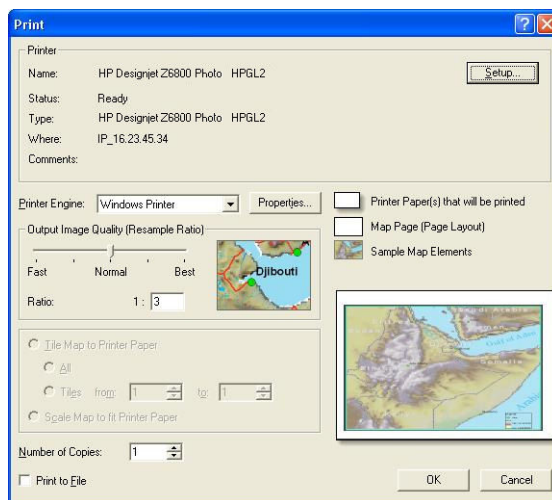 Print
Printer
Name: HP Designjet Z6800 Photo HPGL2
Setup...
Status: Ready
Type: HP Designjet Z6800 Photo HPGL2
Where: IP_16.23.45.34
Comments:
Printer Engine: Windows Printer
Properties...
Printer Paper(s) that will be printed
Map Page (Page Layout)
Sample Map Elements
Output Image Quality (Resample Ratio)
Fast Normal Best
Djibouti
Ratio: 1 : 3
Tile Map to Printer Paper
All
Tiles from: 1 to: 1
Scale Map to fit Printer Paper
Gulf of Aden
Number of Copies: 1
Print to File
OK Cancel